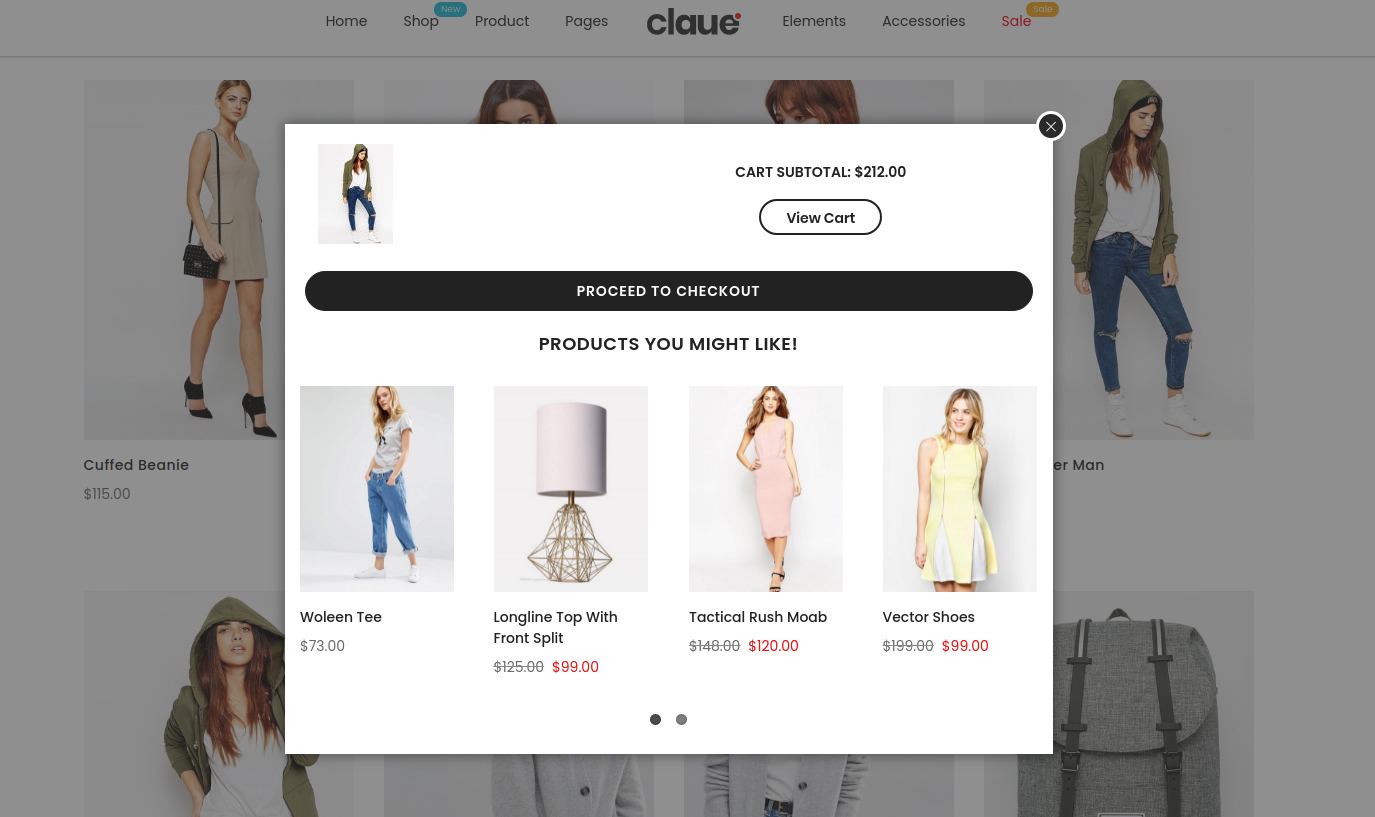 New
Sale
Home Shop Product Pages claue Elements Accessories Sale
CART SUBTOTAL: $212.00
View Cart
PROCEED TO CHECKOUT
PRODUCTS YOU MIGHT LIKE!
Cuffed Beanie
er Man
$115.00
Woleen Tee
$73.00
Longline Top With
Front Split
$125.00 $99.00
Tactical Rush Moab
$148.00 $120.00
Vector Shoes
$199.00 $99.00